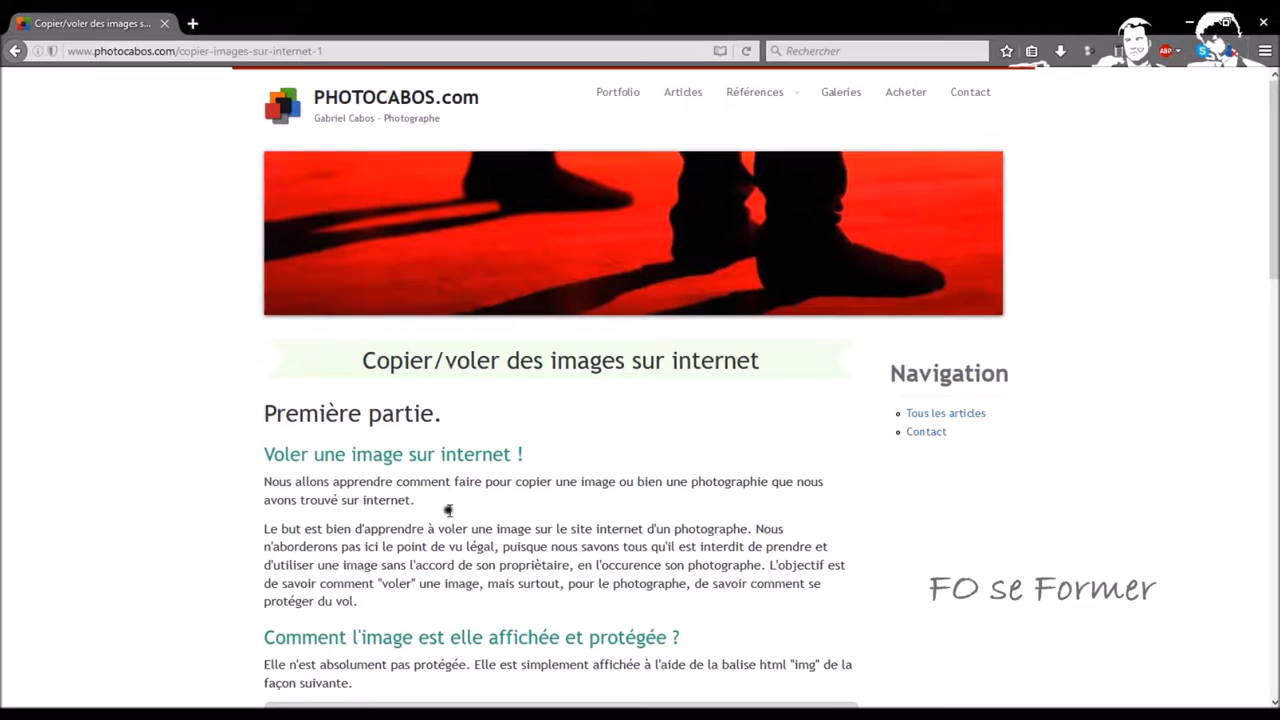 Copier/voler des images s...
www.photocabos.com/copier-images-sur-internet-1
Rechercher
ABP
PHOTOCABOS.com
Gabriel Cabos - Photographe
Portfolio
Articles
Références
Galeries
Acheter
Contact
Copier/voler des images sur internet
Première partie.
Voler une image sur internet !
Nous allons apprendre comment faire pour copier une image ou bien une photographie que nous
avons trouvé sur internet.
Le but est bien d'apprendre à voler une image sur le site internet d'un photographe. Nous
n'aborderons pas ici le point de vu légal, puisque nous savons tous qu'il est interdit de prendre et
d'utiliser une image sans l'accord de son propriètaire, en l'occurence son photographe. L'objectif est
de savoir comment "voler" une image, mais surtout, pour le photographe, de savoir comment se
protéger du vol.
Comment l'image est elle affichée et protégée ?
Elle n'est absolument pas protégée. Elle est simplement affichée à l'aide de la balise html "img" de la
façon suivante.
Navigation
Tous les articles
Contact
FO se Former